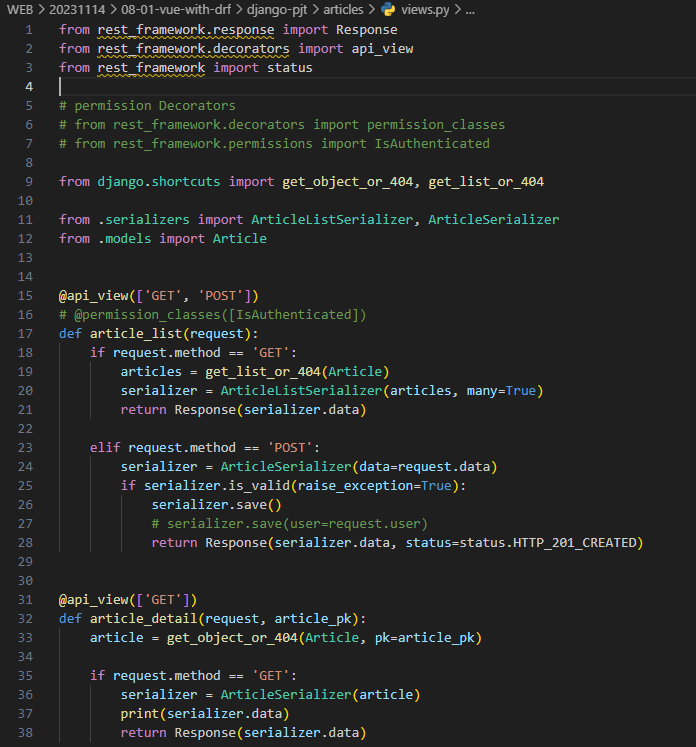 WEB > 20231114 > 08-01-vue-with-drf > django-pjt > articles > views.py > ...
1 from rest_framework.response import Response
2 from rest_framework.decorators import api_view
3 from rest_framework import status
4
5 # permission Decorators
6 # from rest_framework.decorators import permission_classes
7 # from rest_framework.permissions import IsAuthenticated
8
9 from django.shortcuts import get_object_or_404, get_list_or_404
10
11 from .serializers import ArticleListSerializer, ArticleSerializer
12 from .models import Article
13
14
15 @api_view(['GET', 'POST'])
16 # @permission_classes([IsAuthenticated])
17 def article_list(request):
18     if request.method == 'GET':
19         articles = get_list_or_404(Article)
20         serializer = ArticleListSerializer(articles, many=True)
21         return Response(serializer.data)
22
23     elif request.method == 'POST':
24         serializer = ArticleSerializer(data=request.data)
25         if serializer.is_valid(raise_exception=True):
26             serializer.save()
27             # serializer.save(user=request.user)
28             return Response(serializer.data, status=status.HTTP_201_CREATED)
29
30
31 @api_view(['GET'])
32 def article_detail(request, article_pk):
33     article = get_object_or_404(Article, pk=article_pk)
34
35     if request.method == 'GET':
36         serializer = ArticleSerializer(article)
37         print(serializer.data)
38         return Response(serializer.data)